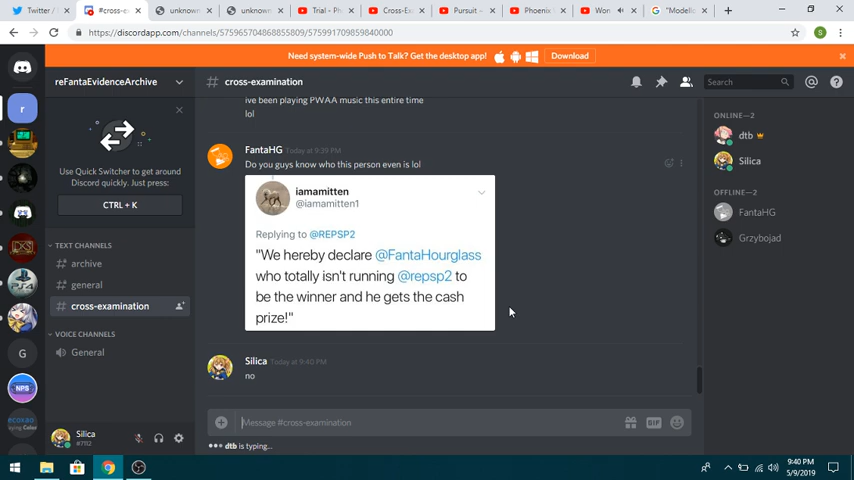 Twitter /
#cross-ex
unknown
unknown
Trial - Ph
Cross-Ex
Pursuit -
Phoenix
Wor
"Modello
https://discordapp.com/channels/575965704868855809/575991709859840000
Need system-wide Push to Talk? Get the desktop app!
Download
reFantaEvidenceArchive
# cross-examination
Search
ive been playing PWAA music this entire time
lol
FantaHG Today at 9:39 PM
Do you guys know who this person even is lol
iamamitten
@iamamitten1
Replying to @REPSP2
"We hereby declare @FantaHourglass
who totally isn't running @repsp2 to
be the winner and he gets the cash
prize!"
Silica Today at 9:40 PM
no
Message #cross-examination
GIF
dtb is typing...
Use Quick Switcher to get around
Discord quickly. Just press:
CTRL + K
TEXT CHANNELS
# archive
# general
# cross-examination
VOICE CHANNELS
General
G
NPS
Silica
#7112
ONLINE—2
dtb
Silica
OFFLINE—2
FantaHG
Grzybojad
9:40 PM
5/9/2019